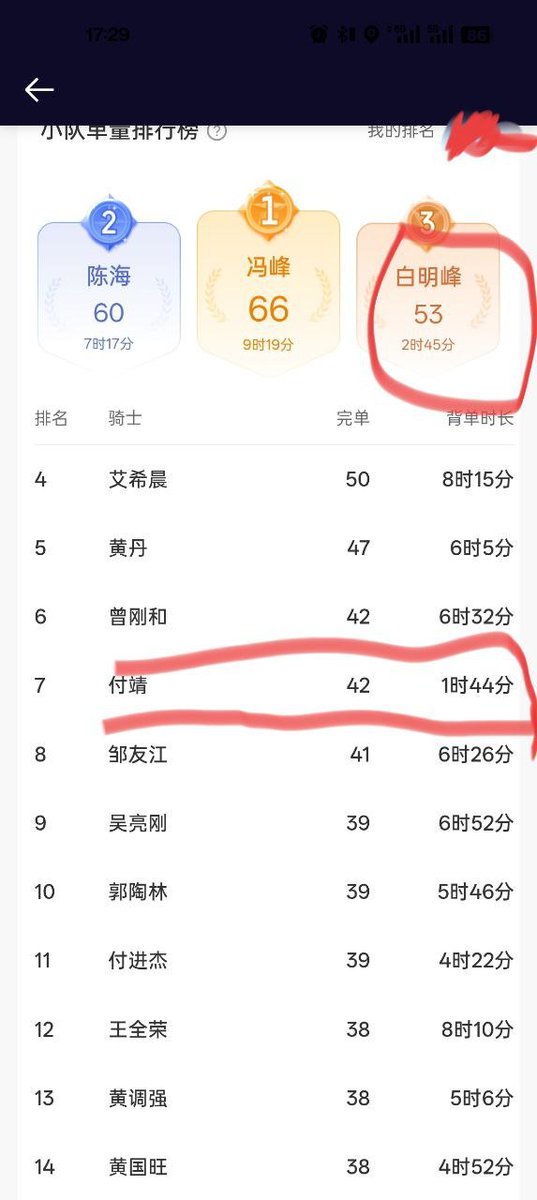 17:29
86
小队单量排行榜 ?
我的排名
2
陈海
60
7时17分
1
冯峰
66
9时19分
3
白明峰
53
2时45分
排名 骑士 完单 背单时长
4 艾希晨 50 8时15分
5 黄丹 47 6时5分
6 曾刚和 42 6时32分
7 付靖 42 1时44分
8 邹友江 41 6时26分
9 吴亮刚 39 6时52分
10 郭陶林 39 5时46分
11 付进杰 39 4时22分
12 王全荣 38 8时10分
13 黄调强 38 5时6分
14 黄国旺 38 4时52分